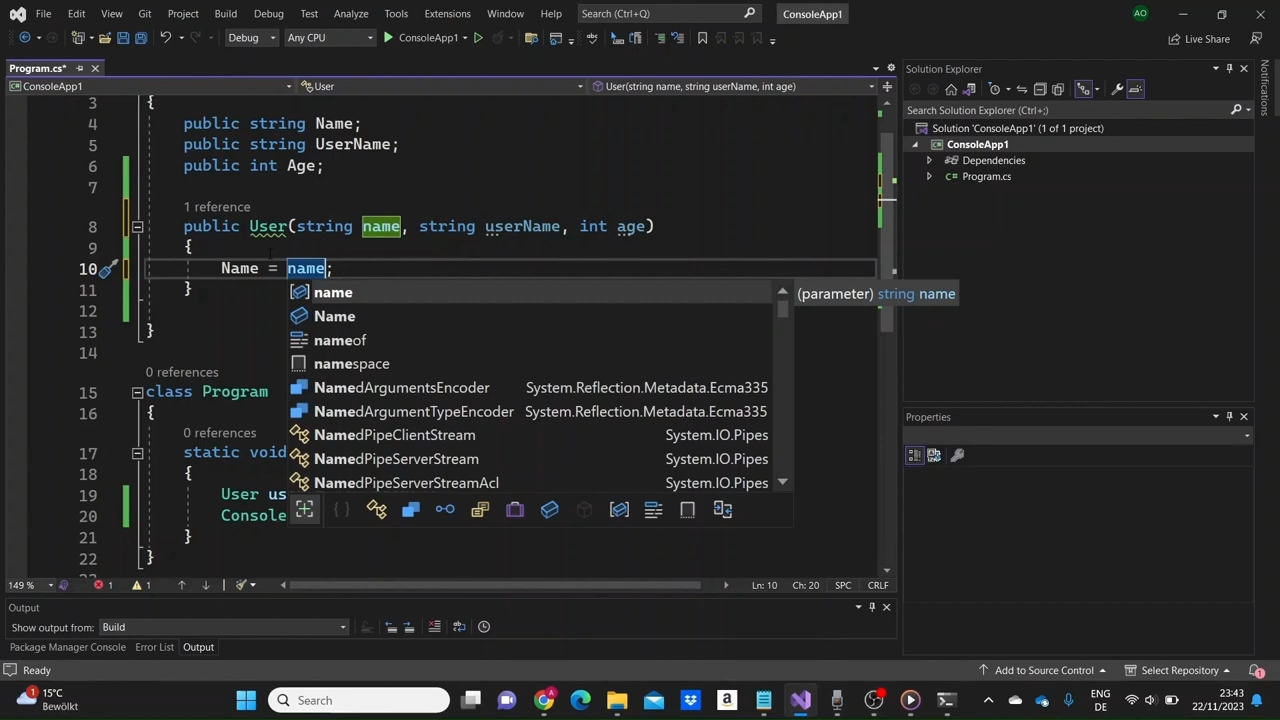 File Edit View Git Project Build Debug Test Analyze Tools Extensions Window Help Search (Ctrl+Q) ConsoleApp1 AO
Debug Any CPU ConsoleApp1 Live Share
Program.cs*
ConsoleApp1 User User(string name, string userName, int age)
3 {
4 public string Name;
5 public string UserName;
6 public int Age;
7
1 reference
8 public User(string name, string userName, int age)
9 {
10 Name = name;
11 }
12
13 }
14
0 references
15 class Program
16 {
0 references
17 static void
18 {
19 User us
20 Console
21 }
22 }
name
Name
nameof
namespace
NamedArgumentsEncoder System.Reflection.Metadata.Ecma335
NamedArgumentTypeEncoder System.Reflection.Metadata.Ecma335
NamedPipeClientStream System.IO.Pipes
NamedPipeServerStream System.IO.Pipes
NamedPipeServerStreamAcl System.IO.Pipes
(parameter) string name
149 % 1 1 Ln: 10 Ch: 20 SPC CRLF
Output
Show output from: Build
Package Manager Console Error List Output
Solution Explorer
Search Solution Explorer (Ctrl+;)
Solution 'ConsoleApp1' (1 of 1 project)
ConsoleApp1
Dependencies
C# Program.cs
Properties
Notifications
Ready Add to Source Control Select Repository 1
1 15°C
Bewölkt
Search
ENG
DE
23:43
22/11/2023